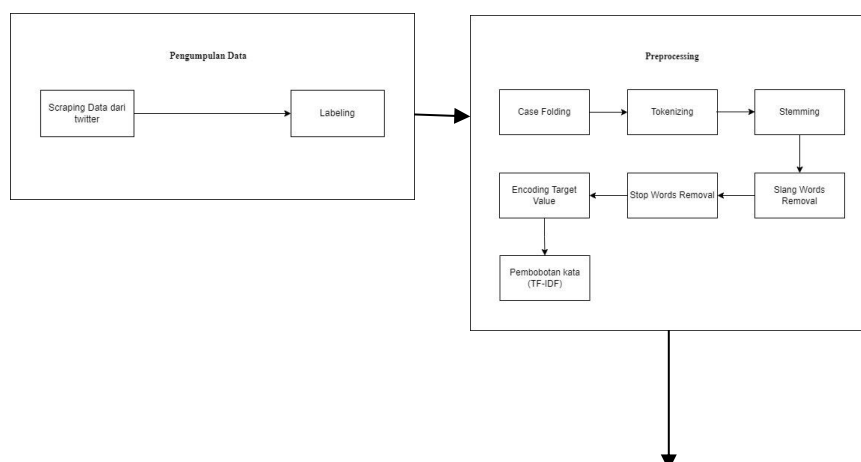 Pengumpulan Data
Scraping Data dari
twitter
Labeling
Preprocessing
Case Folding
Tokenizing
Stemming
Slang Words
Removal
Stop Words Removal
Encoding Target
Value
Pembobotan kata
(TF-IDF)